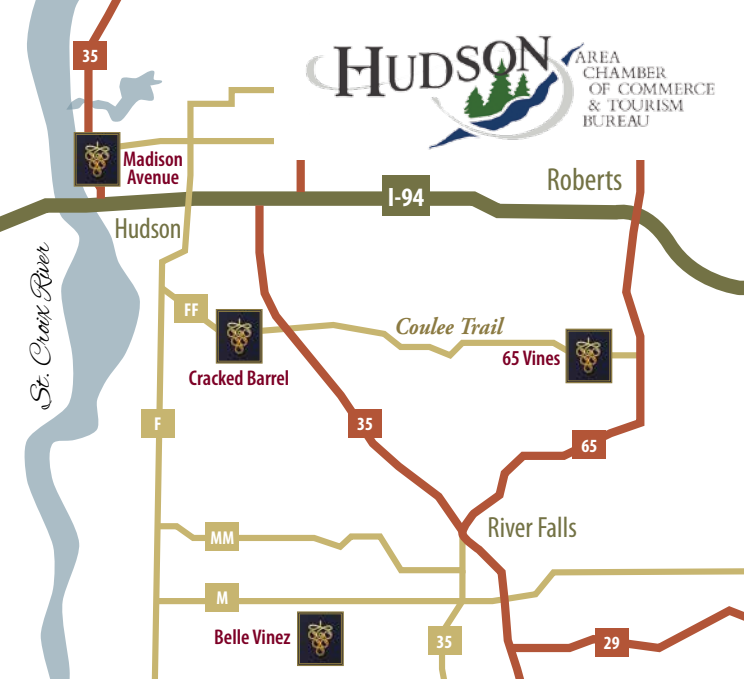 35
HUDSON
AREA
CHAMBER
OF COMMERCE
& TOURISM
BUREAU
Madison
Avenue
Roberts
I-94
Hudson
St. Croix River
FF
Coulee Trail
65 Vines
Cracked Barrel
F
35
65
River Falls
MM
M
Belle Vinez
35
29